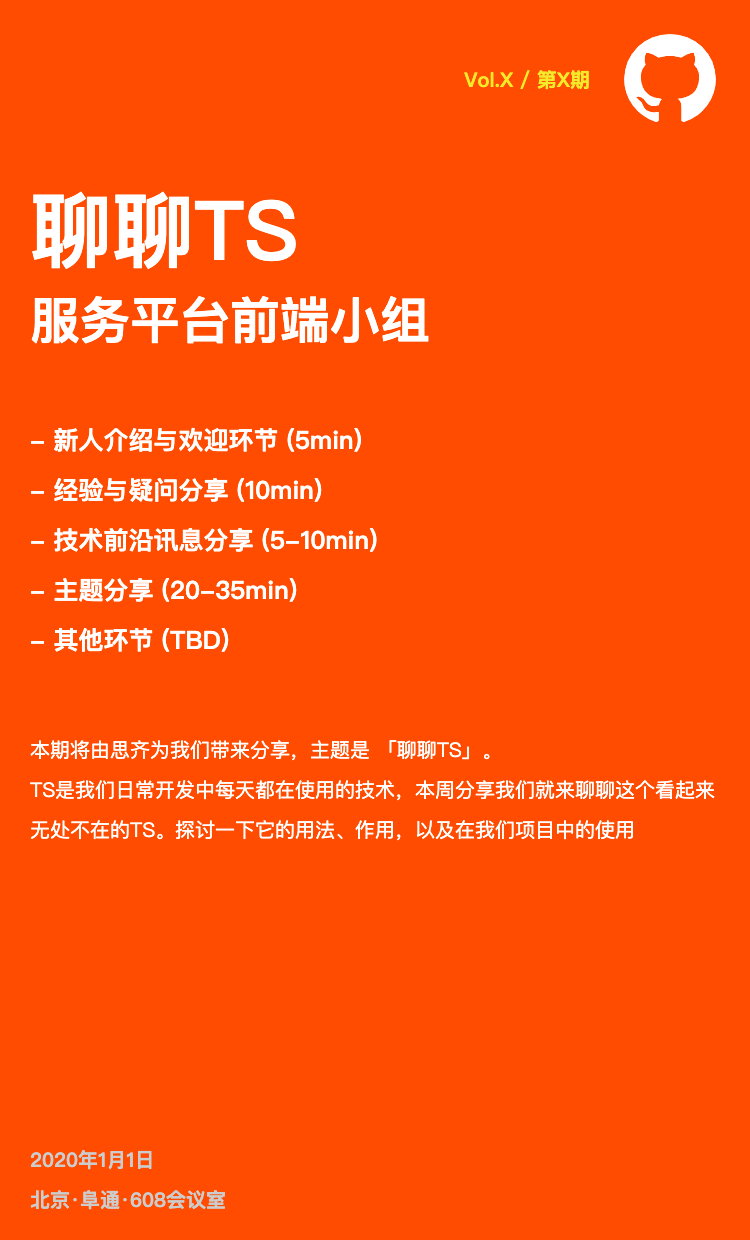 Vol.X / 第X期
聊聊TS
服务平台前端小组
- 新人介绍与欢迎环节 (5min)
- 经验与疑问分享 (10min)
- 技术前沿讯息分享 (5-10min)
- 主题分享 (20-35min)
- 其他环节 (TBD)
本期将由思齐为我们带来分享，主题是 「聊聊TS」。
TS是我们日常开发中每天都在使用的技术，本周分享我们就来聊聊这个看起来
无处不在的TS。探讨一下它的用法、作用，以及在我们项目中的使用
2020年1月1日
北京·阜通·608会议室